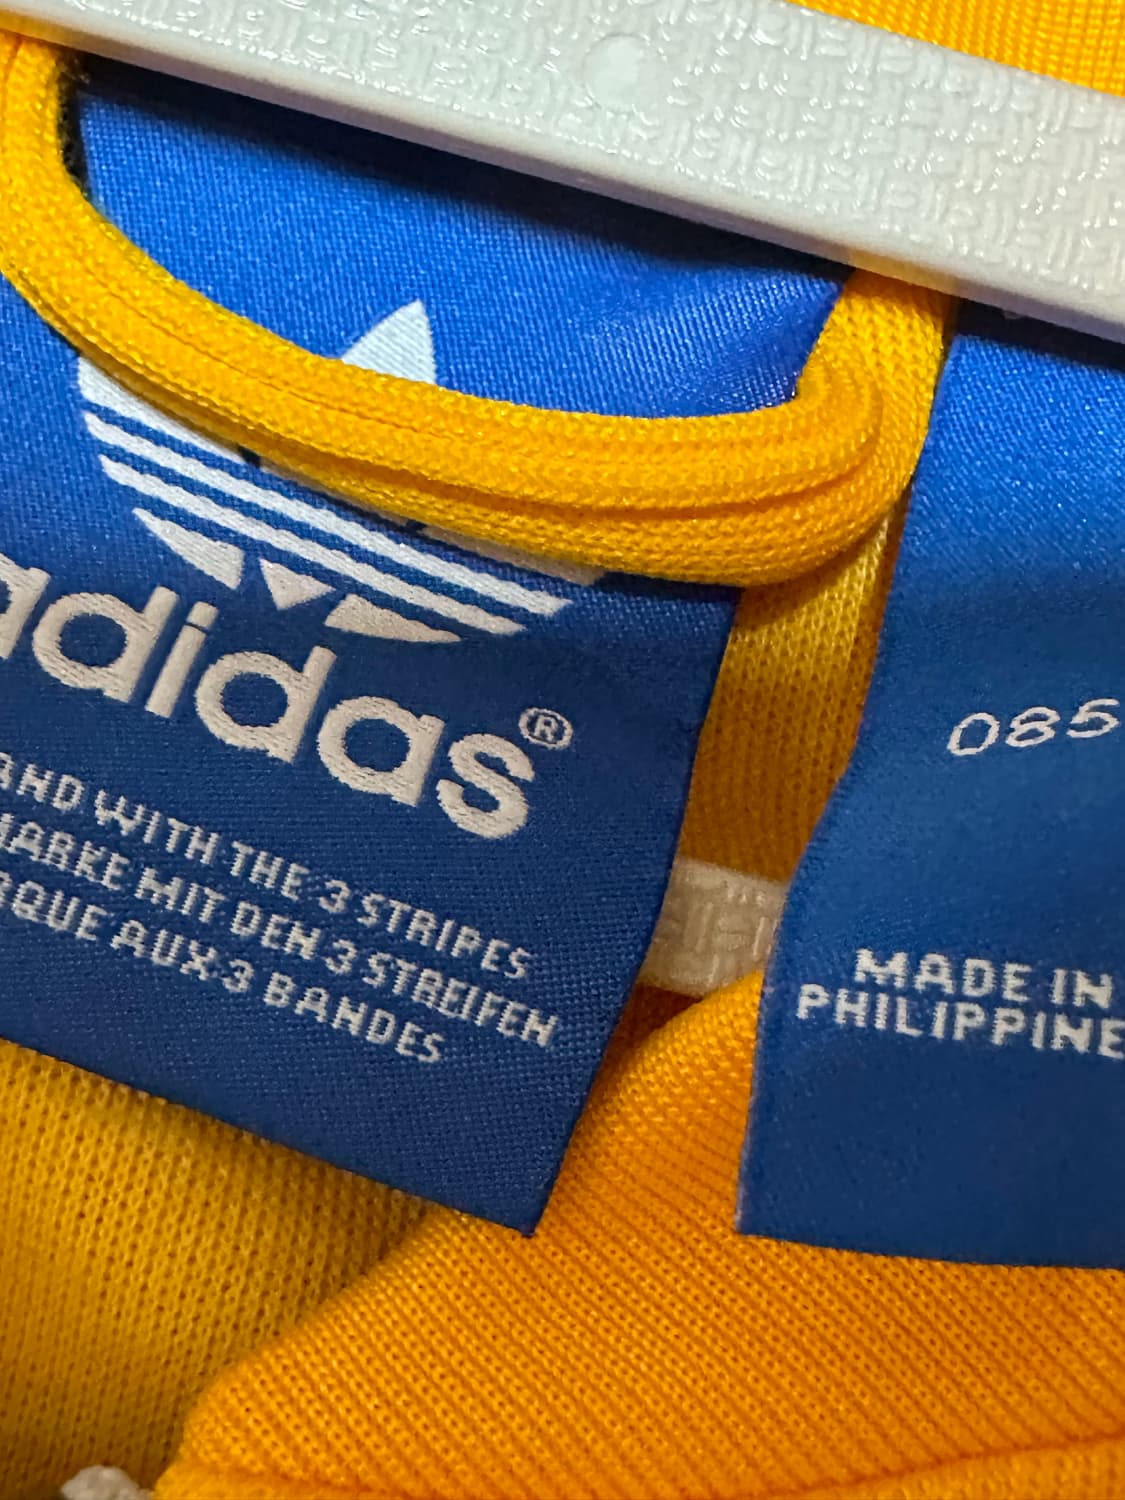 adidas®
AND WITH THE 3 STRIPES
MARKE MIT DEN 3 STREIFEN
QUE AUX 3 BANDES
085
MADE IN
PHILIPPINE